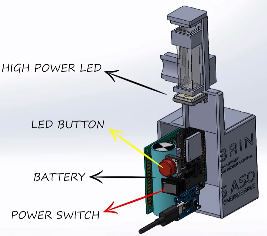 HIGH POWER LED
LED BUTTON
BATTERY
POWER SWITCH
BRIN